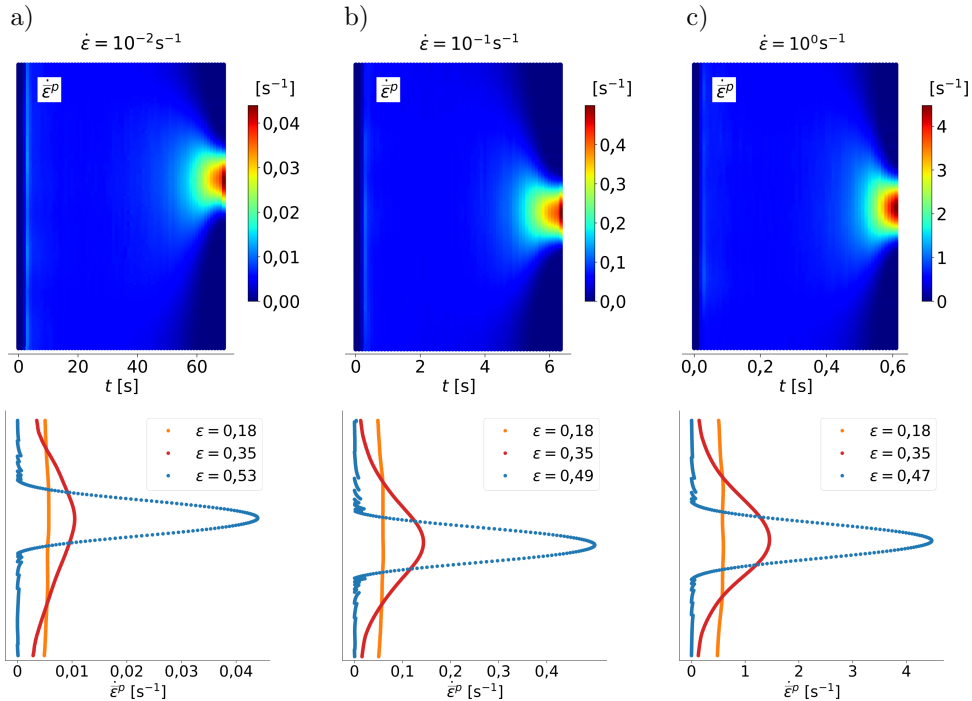 a)
ε̇ = 10⁻²s⁻¹
ε̄̇ᵖ
[s⁻¹]
0,04
0,03
0,02
0,01
0,00
0 20 40 60
t [s]
ε = 0,18
ε = 0,35
ε = 0,53
0 0,01 0,02 0,03 0,04
ε̄̇ᵖ [s⁻¹]
b)
ε̇ = 10⁻¹s⁻¹
ε̄̇ᵖ
[s⁻¹]
0,4
0,3
0,2
0,1
0,0
0 2 4 6
t [s]
ε = 0,18
ε = 0,35
ε = 0,49
0 0,1 0,2 0,3 0,4
ε̄̇ᵖ [s⁻¹]
c)
ε̇ = 10⁰s⁻¹
ε̄̇ᵖ
[s⁻¹]
4
3
2
1
0
0,0 0,2 0,4 0,6
t [s]
ε = 0,18
ε = 0,35
ε = 0,47
0 1 2 3 4
ε̄̇ᵖ [s⁻¹]